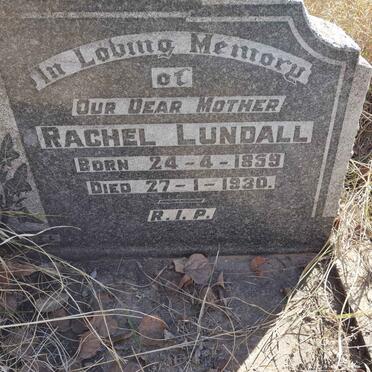 In Loving Memory
of
Our Dear Mother
Rachel Lundall
Born 24-4-1859
Died 27-1-1930.
R.I.P.